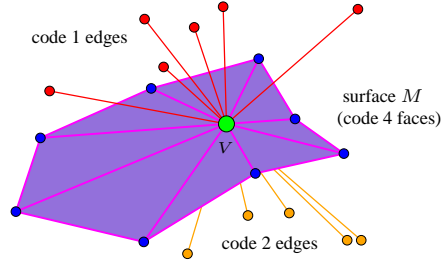 code 1 edges
surface M
(code 4 faces)
V
code 2 edges